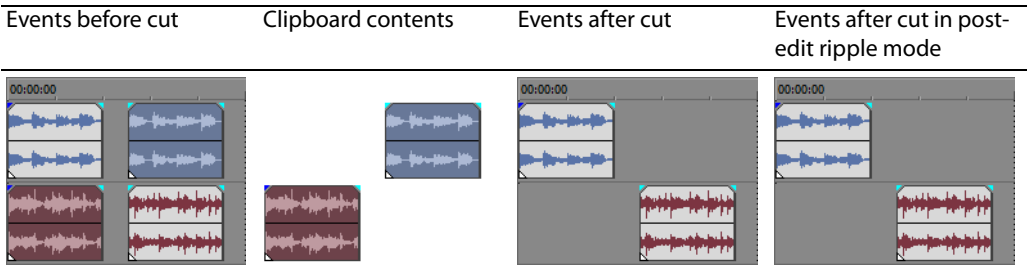 Events before cut
Clipboard contents
Events after cut
Events after cut in post-
edit ripple mode
00:00:00
00:00:00
00:00:00